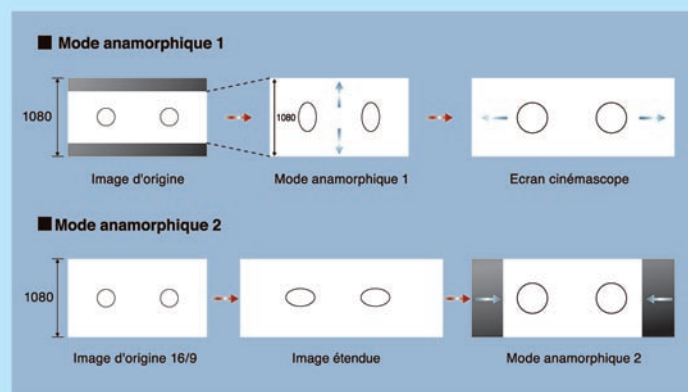 ■ Mode anamorphique 1
1080
1080
Image d'origine
Mode anamorphique 1
Ecran cinémascope
■ Mode anamorphique 2
1080
Image d'origine 16/9
Image étendue
Mode anamorphique 2